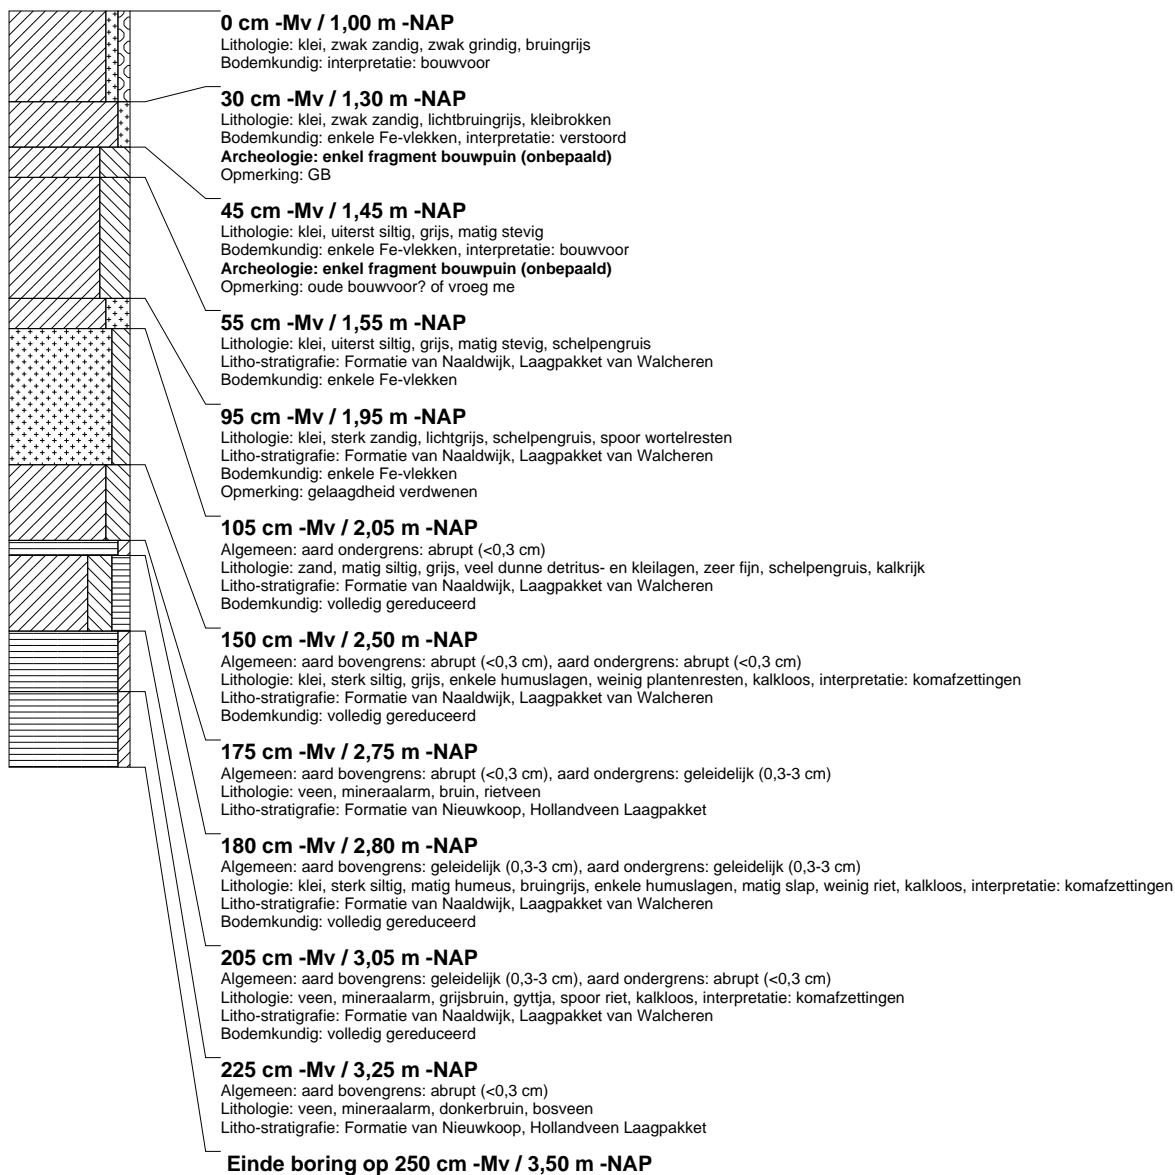 0 cm -Mv / 1,00 m -NAP
Lithologie: klei, zwak zandig, zwak grindig, bruingrijs
Bodemkundig: interpretatie: bouwvoor
30 cm -Mv / 1,30 m -NAP
Lithologie: klei, zwak zandig, lichtbruingrijs, kleibrokken
Bodemkundig: enkele Fe-vlekken, interpretatie: verstoord
Archeologie: enkel fragment bouwpuin (onbepaald)
Opmerking: GB
45 cm -Mv / 1,45 m -NAP
Lithologie: klei, uiterst siltig, grijs, matig stevig
Bodemkundig: enkele Fe-vlekken, interpretatie: bouwvoor
Archeologie: enkel fragment bouwpuin (onbepaald)
Opmerking: oude bouwvoor? of vroeg me
55 cm -Mv / 1,55 m -NAP
Lithologie: klei, uiterst siltig, grijs, matig stevig, schelpengruis
Litho-stratigrafie: Formatie van Naaldwijk, Laagpakket van Walcheren
Bodemkundig: enkele Fe-vlekken
95 cm -Mv / 1,95 m -NAP
Lithologie: klei, sterk zandig, lichtgrijs, schelpengruis, spoor wortelresten
Litho-stratigrafie: Formatie van Naaldwijk, Laagpakket van Walcheren
Bodemkundig: enkele Fe-vlekken
Opmerking: gelaagdheid verdwenen
105 cm -Mv / 2,05 m -NAP
Algemeen: aard ondergrens: abrupt (<0,3 cm)
Lithologie: zand, matig siltig, grijs, veel dunne detritus- en kleilagen, zeer fijn, schelpengruis, kalkrijk
Litho-stratigrafie: Formatie van Naaldwijk, Laagpakket van Walcheren
Bodemkundig: volledig gereduceerd
150 cm -Mv / 2,50 m -NAP
Algemeen: aard bovengrens: abrupt (<0,3 cm), aard ondergrens: abrupt (<0,3 cm)
Lithologie: klei, sterk siltig, grijs, enkele humuslagen, weinig plantenresten, kalkloos, interpretatie: komafzettingen
Litho-stratigrafie: Formatie van Naaldwijk, Laagpakket van Walcheren
Bodemkundig: volledig gereduceerd
175 cm -Mv / 2,75 m -NAP
Algemeen: aard bovengrens: abrupt (<0,3 cm), aard ondergrens: geleidelijk (0,3-3 cm)
Lithologie: veen, mineraalarm, bruin, rietveen
Litho-stratigrafie: Formatie van Nieuwkoop, Hollandveen Laagpakket
180 cm -Mv / 2,80 m -NAP
Algemeen: aard bovengrens: geleidelijk (0,3-3 cm), aard ondergrens: geleidelijk (0,3-3 cm)
Lithologie: klei, sterk siltig, matig humeus, bruingrijs, enkele humuslagen, matig slap, weinig riet, kalkloos, interpretatie: komafzettingen
Litho-stratigrafie: Formatie van Naaldwijk, Laagpakket van Walcheren
Bodemkundig: volledig gereduceerd
205 cm -Mv / 3,05 m -NAP
Algemeen: aard bovengrens: geleidelijk (0,3-3 cm), aard ondergrens: abrupt (<0,3 cm)
Lithologie: veen, mineraalarm, grijsbruin, gyttja, spoor riet, kalkloos, interpretatie: komafzettingen
Litho-stratigrafie: Formatie van Naaldwijk, Laagpakket van Walcheren
Bodemkundig: volledig gereduceerd
225 cm -Mv / 3,25 m -NAP
Algemeen: aard bovengrens: abrupt (<0,3 cm)
Lithologie: veen, mineraalarm, donkerbruin, bosveen
Litho-stratigrafie: Formatie van Nieuwkoop, Hollandveen Laagpakket
Einde boring op 250 cm -Mv / 3,50 m -NAP